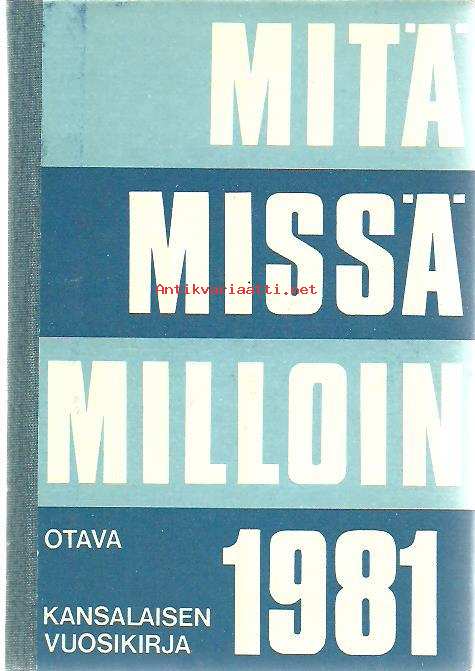 MITÄ
MISSÄ
Antikvariaatti.net
MILLOIN
OTAVA
1981
KANSALAISEN
VUOSIKIRJA